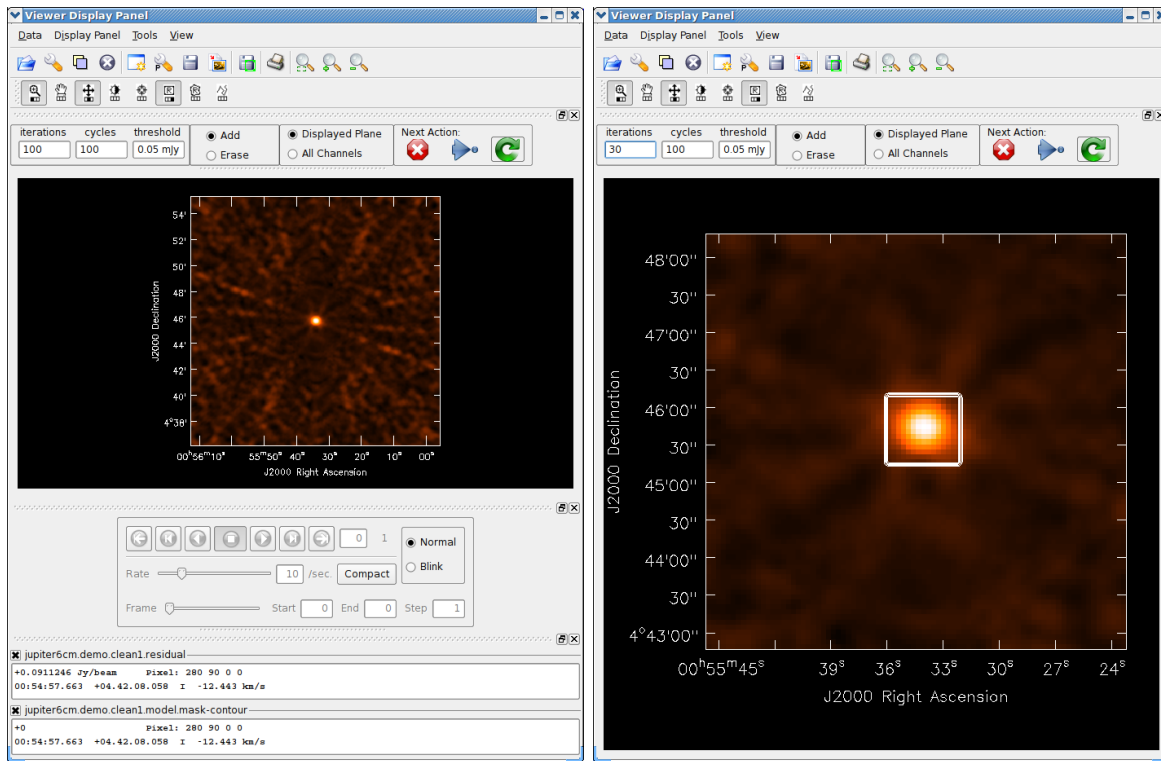 Viewer Display Panel
Data Display Panel Tools View
iterations cycles threshold
100 100 0.05 mJy
Add
Erase
Displayed Plane
All Channels
Next Action:
54'
52'
50'
48'
46'
44'
42'
40'
4°38'
J2000 Declination
00ʰ56ᵐ10ˢ 55ᵐ50ˢ 40ˢ 30ˢ 20ˢ 10ˢ 00ˢ
J2000 Right Ascension
0 1
Normal
Blink
Rate 10 /sec. Compact
Frame Start 0 End 0 Step 1
jupiter6cm.demo.clean1.residual
+0.0911246 Jy/beam Pixel: 280 90 0 0
00:54:57.663 +04.42.08.058 I -12.443 km/s
jupiter6cm.demo.clean1.model.mask-contour
+0 Pixel: 280 90 0 0
00:54:57.663 +04.42.08.058 I -12.443 km/s
Viewer Display Panel
Data Display Panel Tools View
iterations cycles threshold
30 100 0.05 mJy
Add
Erase
Displayed Plane
All Channels
Next Action:
48'00"
30"
47'00"
30"
46'00"
30"
45'00"
30"
44'00"
30"
4°43'00"
J2000 Declination
00ʰ55ᵐ45ˢ 39ˢ 36ˢ 33ˢ 30ˢ 27ˢ 24ˢ
J2000 Right Ascension